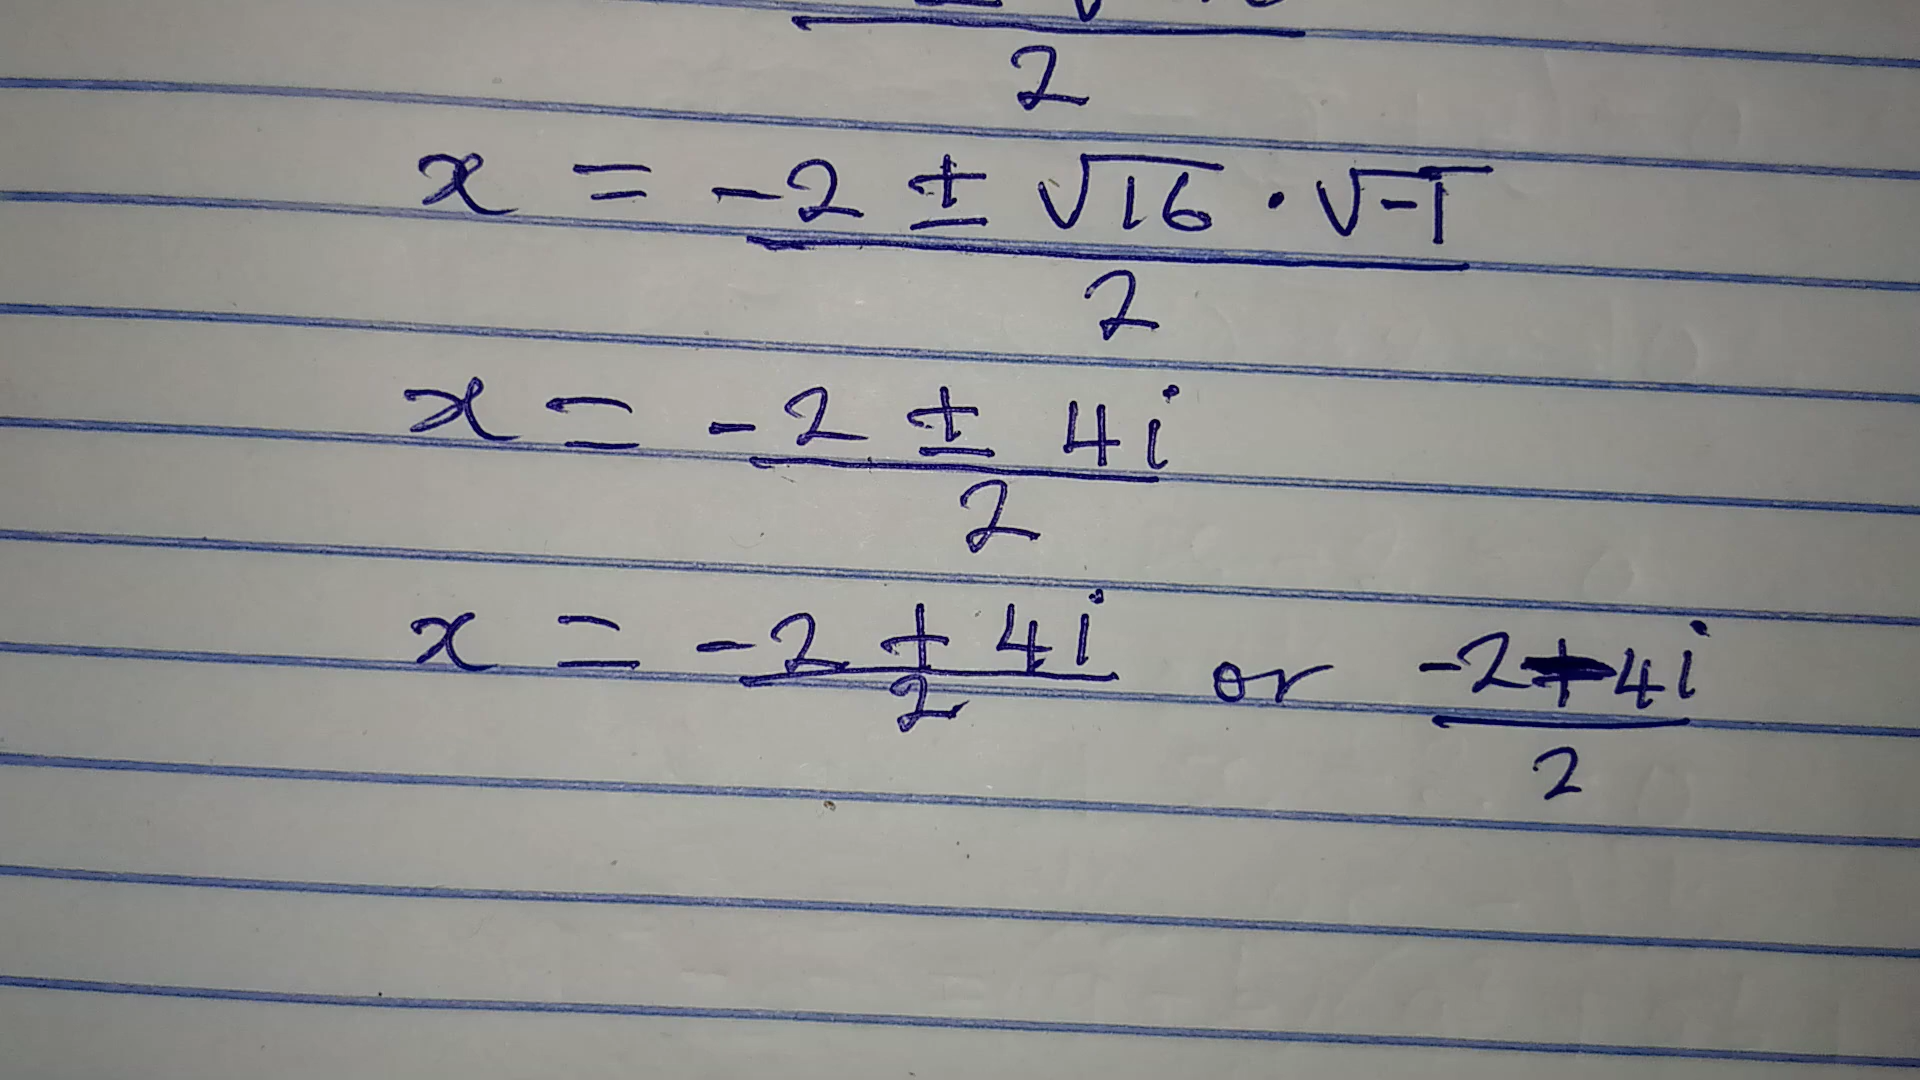 2
x = -2 ± √16 · √-1
2
x = -2 ± 4i
2
x = -2 + 4i or -2-4i
2 2